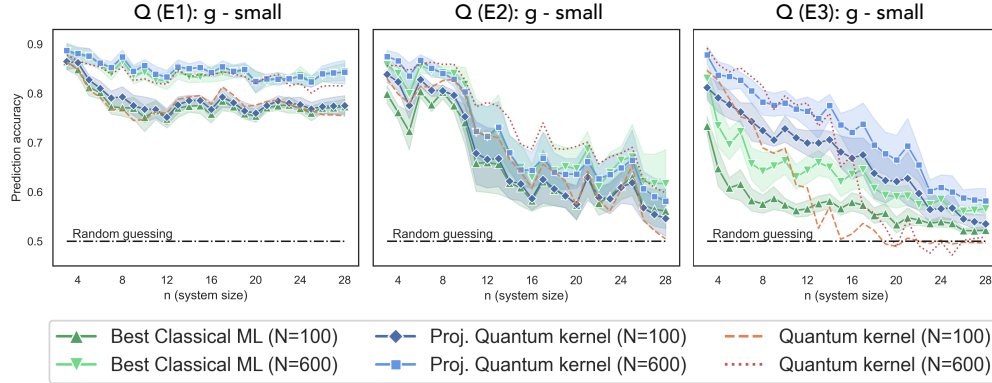 Q (E1): g - small
Q (E2): g - small
Q (E3): g - small
Prediction accuracy
0.9
0.8
0.7
0.6
0.5
Random guessing
Random guessing
Random guessing
4 8 12 16 20 24 28
4 8 12 16 20 24 28
4 8 12 16 20 24 28
n (system size)
n (system size)
n (system size)
Best Classical ML (N=100)
Best Classical ML (N=600)
Proj. Quantum kernel (N=100)
Proj. Quantum kernel (N=600)
Quantum kernel (N=100)
Quantum kernel (N=600)